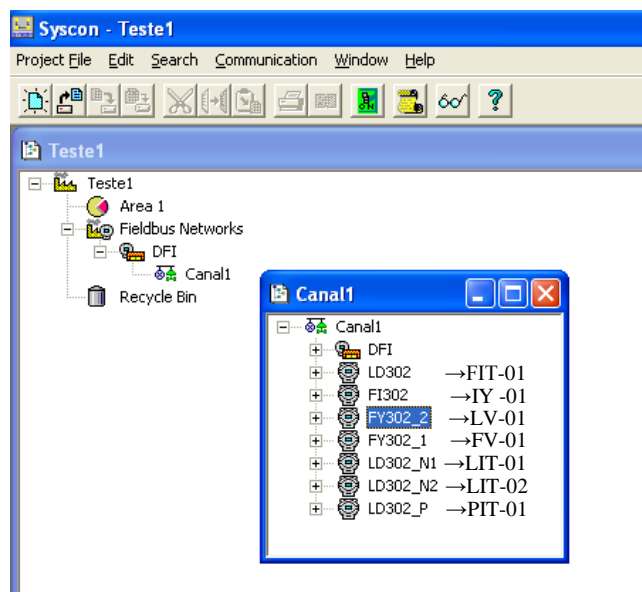 Syscon - Teste1
Project File Edit Search Communication Window Help
Teste1
Teste1
Area 1
Fieldbus Networks
DFI
Canal1
Recycle Bin
Canal1
Canal1
DFI
LD302 →FIT-01
FI302 →IY -01
FY302_2 →LV-01
FY302_1 →FV-01
LD302_N1 →LIT-01
LD302_N2 →LIT-02
LD302_P →PIT-01